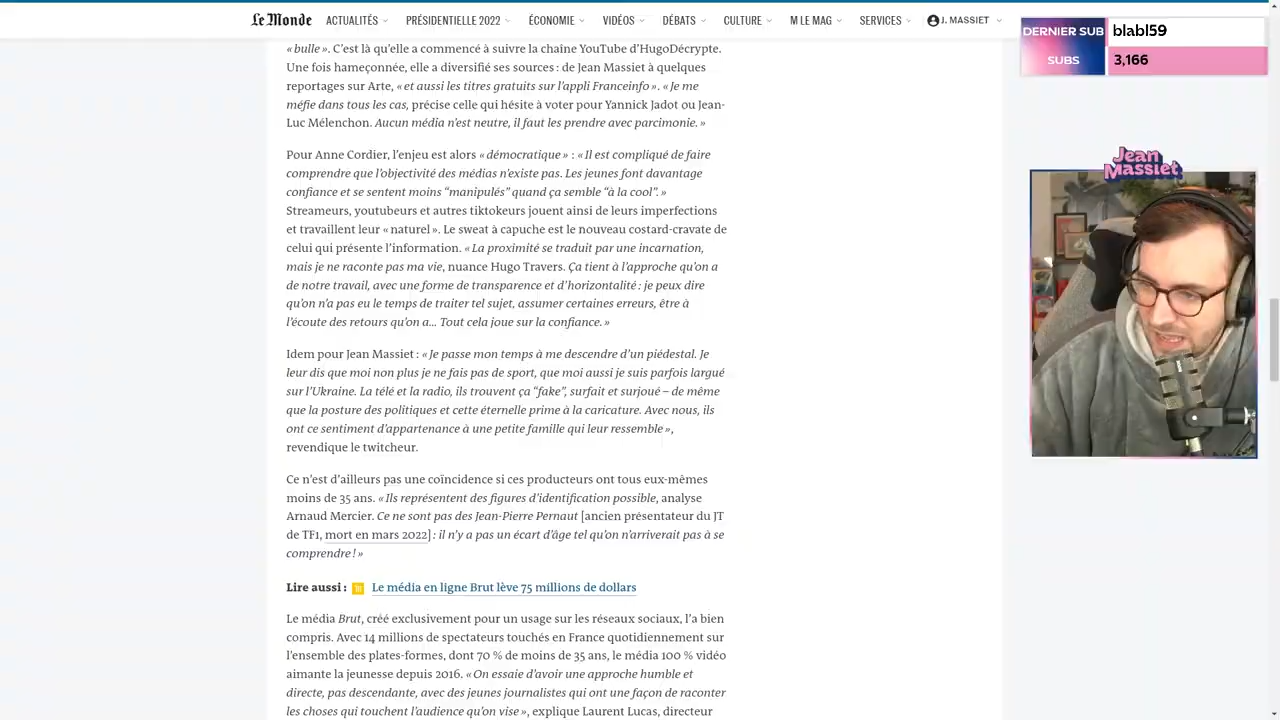 Le Monde
ACTUALITÉS
PRÉSIDENTIELLE 2022
ÉCONOMIE
VIDÉOS
DÉBATS
CULTURE
M LE MAG
SERVICES
J. MASSIET
« bulle ». C’est là qu’elle a commencé à suivre la chaîne YouTube d’HugoDécrypte.
Une fois hameçonnée, elle a diversifié ses sources : de Jean Massiet à quelques
reportages sur Arte, « et aussi les titres gratuits sur l’appli Franceinfo ». « Je me
méfie dans tous les cas, précise celle qui hésite à voter pour Yannick Jadot ou Jean-
Luc Mélenchon. Aucun média n’est neutre, il faut les prendre avec parcimonie. »
Pour Anne Cordier, l’enjeu est alors « démocratique » : « Il est compliqué de faire
comprendre que l’objectivité des médias n’existe pas. Les jeunes font davantage
confiance et se sentent moins “manipulés” quand ça semble “à la cool”. »
Streameurs, youtubeurs et autres tiktokeurs jouent ainsi de leurs imperfections
et travaillent leur « naturel ». Le sweat à capuche est le nouveau costard-cravate de
celui qui présente l’information. « La proximité se traduit par une incarnation,
mais je ne raconte pas ma vie, nuance Hugo Travers. Ça tient à l’approche qu’on a
de notre travail, avec une forme de transparence et d’horizontalité : je peux dire
qu’on n’a pas eu le temps de traiter tel sujet, assumer certaines erreurs, être à
l’écoute des retours qu’on a… Tout cela joue sur la confiance. »
Idem pour Jean Massiet : « Je passe mon temps à me descendre d’un piédestal. Je
leur dis que moi non plus je ne fais pas de sport, que moi aussi je suis parfois largué
sur l’Ukraine. La télé et la radio, ils trouvent ça “fake”, surfait et surjoué – de même
que la posture des politiques et cette éternelle prime à la caricature. Avec nous, ils
ont ce sentiment d’appartenance à une petite famille qui leur ressemble »,
revendique le twitcheur.
Ce n’est d’ailleurs pas une coïncidence si ces producteurs ont tous eux-mêmes
moins de 35 ans. « Ils représentent des figures d’identification possible, analyse
Arnaud Mercier. Ce ne sont pas des Jean-Pierre Pernaut [ancien présentateur du JT
de TF1, mort en mars 2022] : il n’y a pas un écart d’âge tel qu’on n’arriverait pas à se
comprendre ! »
Lire aussi : Le média en ligne Brut lève 75 millions de dollars
Le média Brut, créé exclusivement pour un usage sur les réseaux sociaux, l’a bien
compris. Avec 14 millions de spectateurs touchés en France quotidiennement sur
l’ensemble des plates-formes, dont 70 % de moins de 35 ans, le média 100 % vidéo
aimante la jeunesse depuis 2016. « On essaie d’avoir une approche humble et
directe, pas descendante, avec des jeunes journalistes qui ont une façon de raconter
les choses qui touchent l’audience qu’on vise », explique Laurent Lucas, directeur
DERNIER SUB blabl59
SUBS 3,166
Jean
Massiet